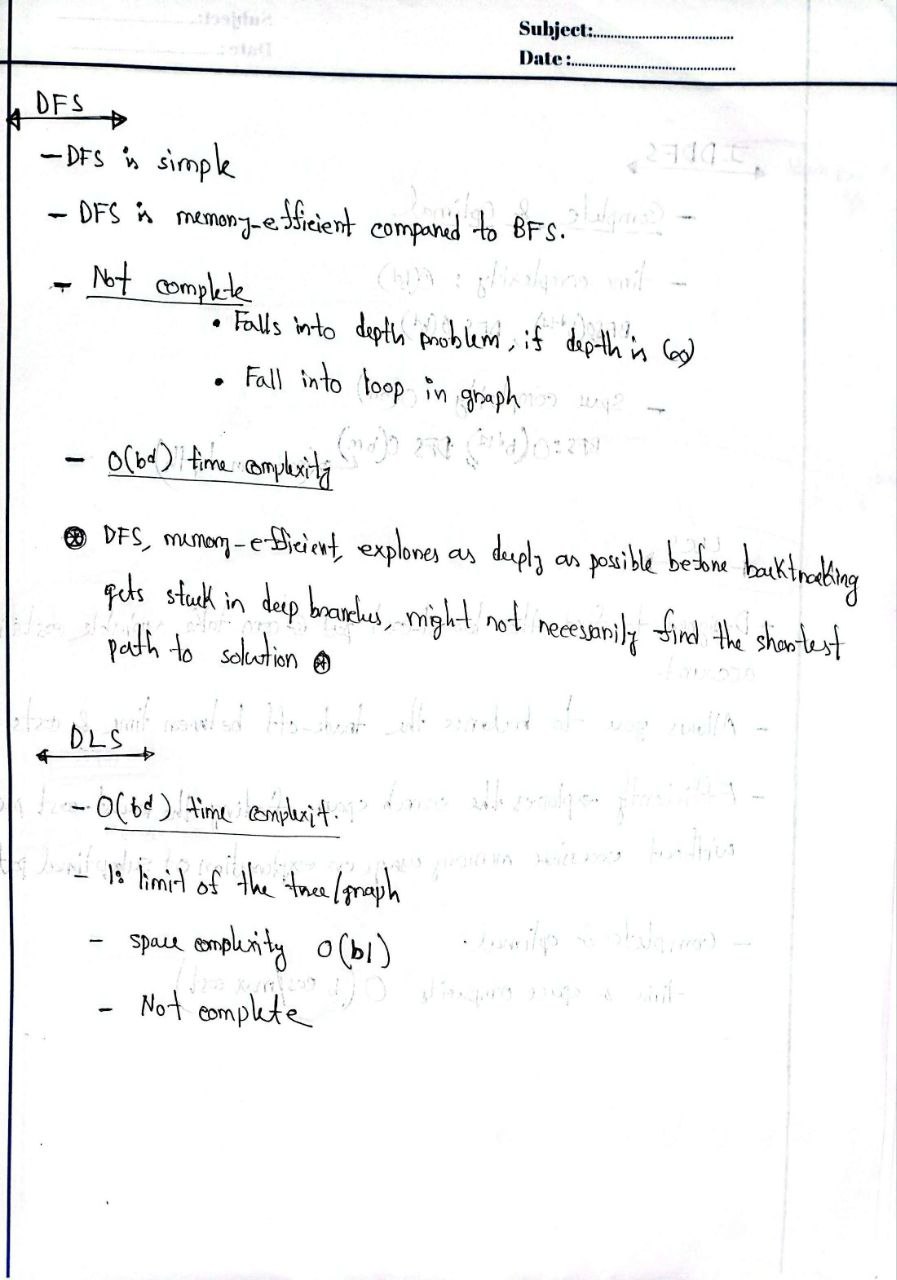 Subject:
Date :
DFS
- DFS is simple
- DFS is memory-efficient compared to BFS.
- Not complete
• Falls into depth problem, if depth is (∞)
• Fall into loop in graph
- O(b^d) time complexity
⊛ DFS, memory-efficient, explores as deeply as possible before backtracking
gets stuck in deep branches, might not necessarily find the shortest
path to solution ⊛
DLS
- O(b^d) time complexit.
- l: limit of the tree/graph
- space complexity O(bl)
- Not complete